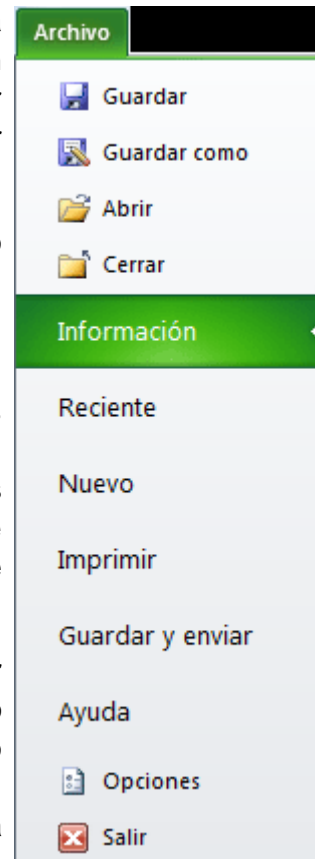 Archivo
Guardar
Guardar como
Abrir
Cerrar
Información
Reciente
Nuevo
Imprimir
Guardar y enviar
Ayuda
Opciones
Salir